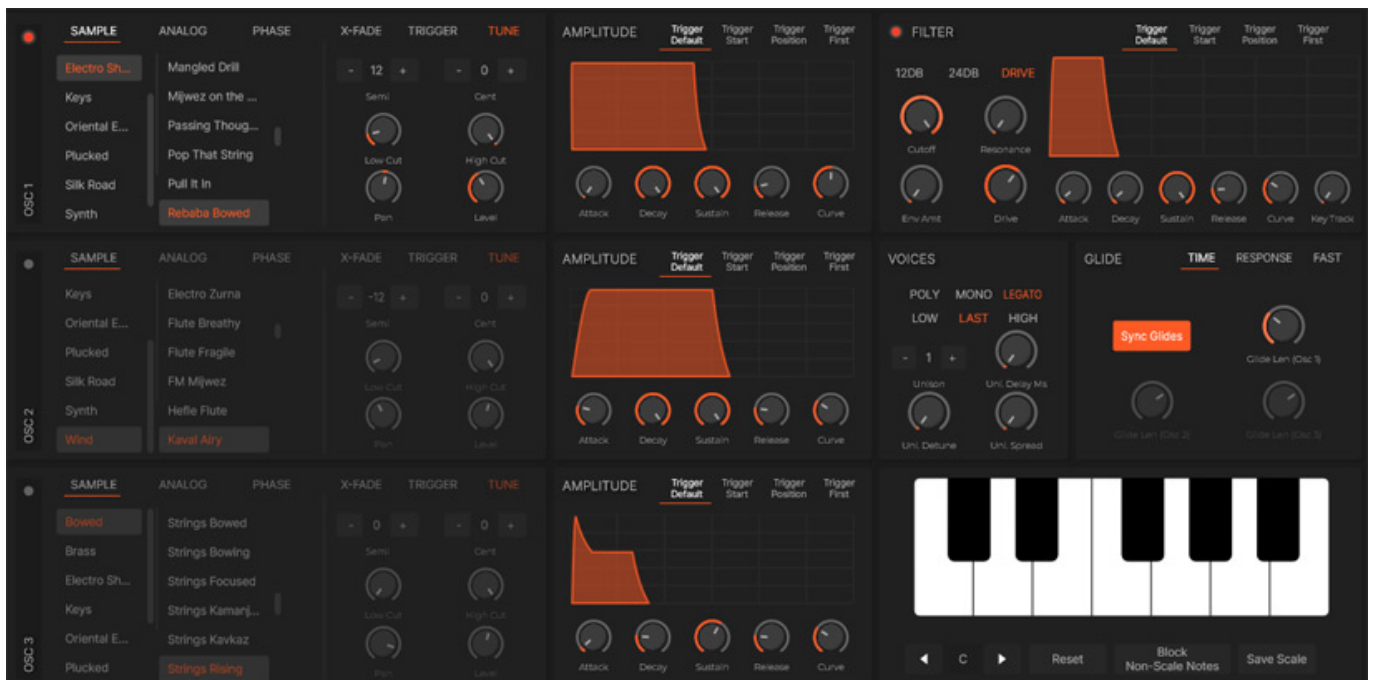 SAMPLE ANALOG PHASE X-FADE TRIGGER TUNE
Electro Sh...
Keys
Oriental E...
Plucked
Silk Road
Synth
Mangled Drill
Mijwez on the ...
Passing Thoug...
Pop That String
Pull It In
Rebaba Bowed
- 12 + - 0 +
Semi Cent
Low Cut High Cut
Pan Level
OSC 1
AMPLITUDE
Trigger Default
Trigger Start
Trigger Position
Trigger First
Attack Decay Sustain Release Curve
FILTER
Trigger Default
Trigger Start
Trigger Position
Trigger First
12DB 24DB DRIVE
Cutoff Resonance
Env Amt Drive
Attack Decay Sustain Release Curve Key Track
SAMPLE ANALOG PHASE X-FADE TRIGGER TUNE
Keys
Oriental E...
Plucked
Silk Road
Synth
Wind
Electro Zurna
Flute Breathy
Flute Fragile
FM Mijwez
Hefle Flute
Kaval Airy
- -12 + - 0 +
Semi Cent
Low Cut High Cut
Pan Level
OSC 2
AMPLITUDE
Trigger Default
Trigger Start
Trigger Position
Trigger First
Attack Decay Sustain Release Curve
VOICES
POLY MONO LEGATO
LOW LAST HIGH
- 1 +
Unison Uni. Delay Ms
Uni. Detune Uni. Spread
GLIDE TIME RESPONSE FAST
Sync Glides
Glide Len (Osc 1)
Glide Len (Osc 2) Glide Len (Osc 3)
SAMPLE ANALOG PHASE X-FADE TRIGGER TUNE
Bowed
Brass
Electro Sh...
Keys
Oriental E...
Plucked
Strings Bowed
Strings Bowing
Strings Focused
Strings Kamanj...
Strings Kavkaz
Strings Rising
- 0 + - 0 +
Semi Cent
Low Cut High Cut
Pan Level
OSC 3
AMPLITUDE
Trigger Default
Trigger Start
Trigger Position
Trigger First
Attack Decay Sustain Release Curve
C
Reset
Block
Non-Scale Notes
Save Scale